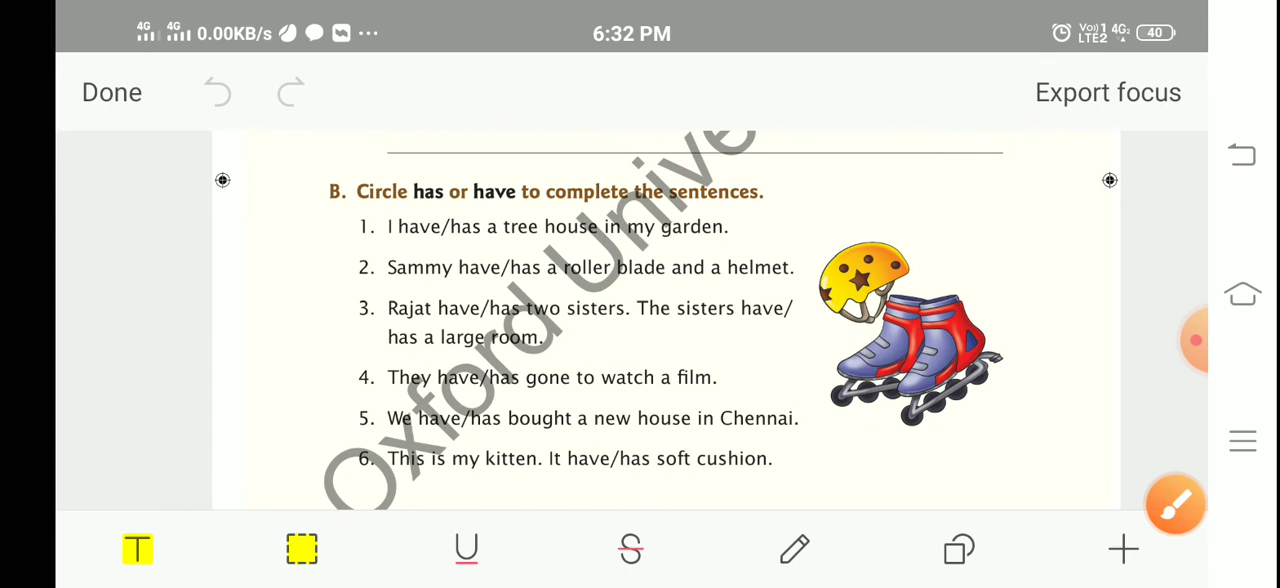 4G 4G 0.00KB/s ... 6:32 PM Vo)) 1 LTE2 4G2 40
Done Export focus
B. Circle has or have to complete the sentences.
1. I have/has a tree house in my garden.
2. Sammy have/has a roller blade and a helmet.
3. Rajat have/has two sisters. The sisters have/
has a large room.
4. They have/has gone to watch a film.
5. We have/has bought a new house in Chennai.
6. This is my kitten. It have/has soft cushion.
Oxford Unive
T U S